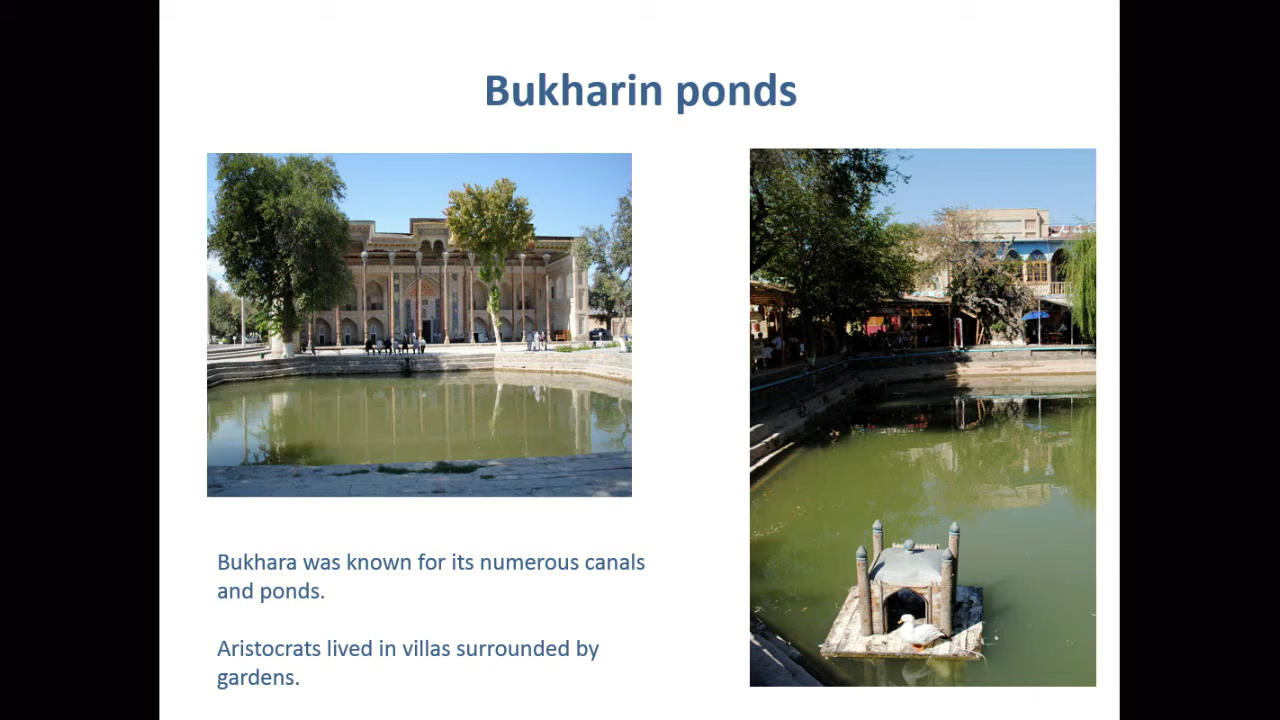 Bukharin ponds
Bukhara was known for its numerous canals
and ponds.
Aristocrats lived in villas surrounded by
gardens.